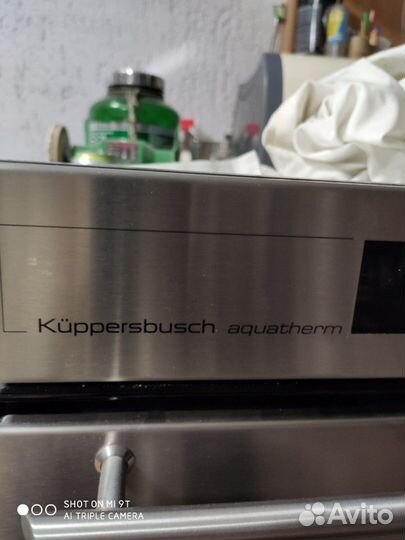 Küppersbusch aquatherm
SHOT ON MI 9T
AI TRIPLE CAMERA
Avito